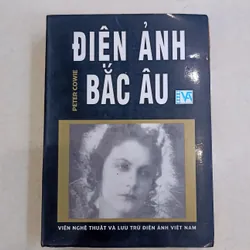 ĐIỆN ẢNH
BẮC ÂU
PETER COWIE
VIỆN NGHỆ THUẬT VÀ LƯU TRỮ ĐIỆN ẢNH VIỆT NAM